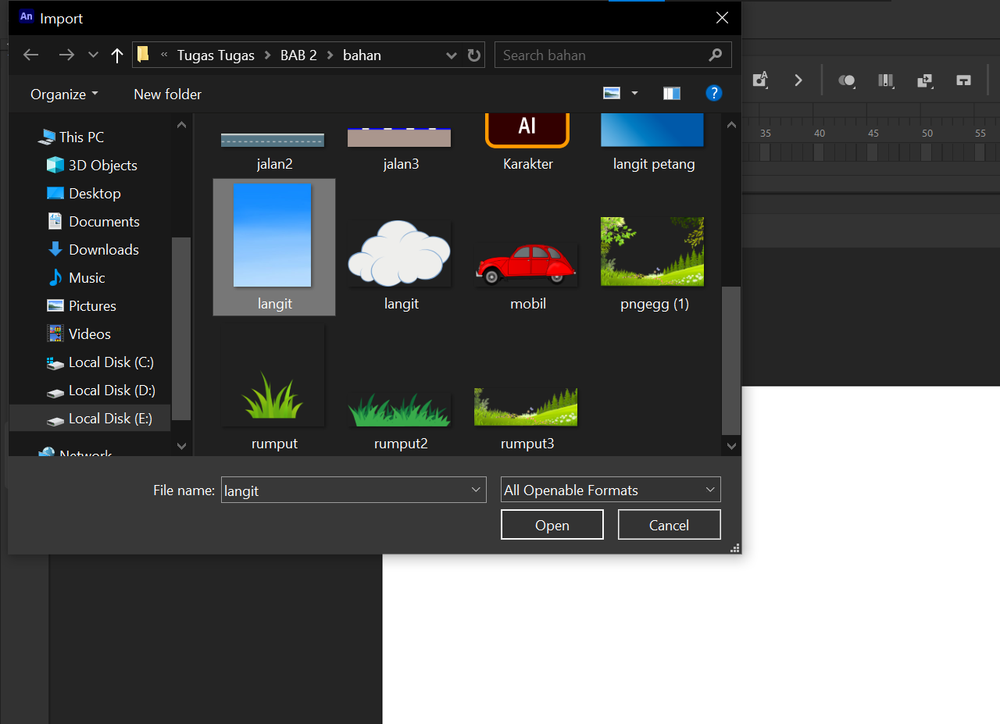 An Import
« Tugas Tugas > BAB 2 > bahan
Search bahan
Organize
New folder
?
35 40 45 50 55
This PC
3D Objects
Desktop
Documents
Downloads
Music
Pictures
Videos
Local Disk (C:)
Local Disk (D:)
Local Disk (E:)
Network
AI
jalan2
jalan3
Karakter
langit petang
langit
langit
mobil
pngegg (1)
rumput
rumput2
rumput3
File name: langit
All Openable Formats
Open
Cancel